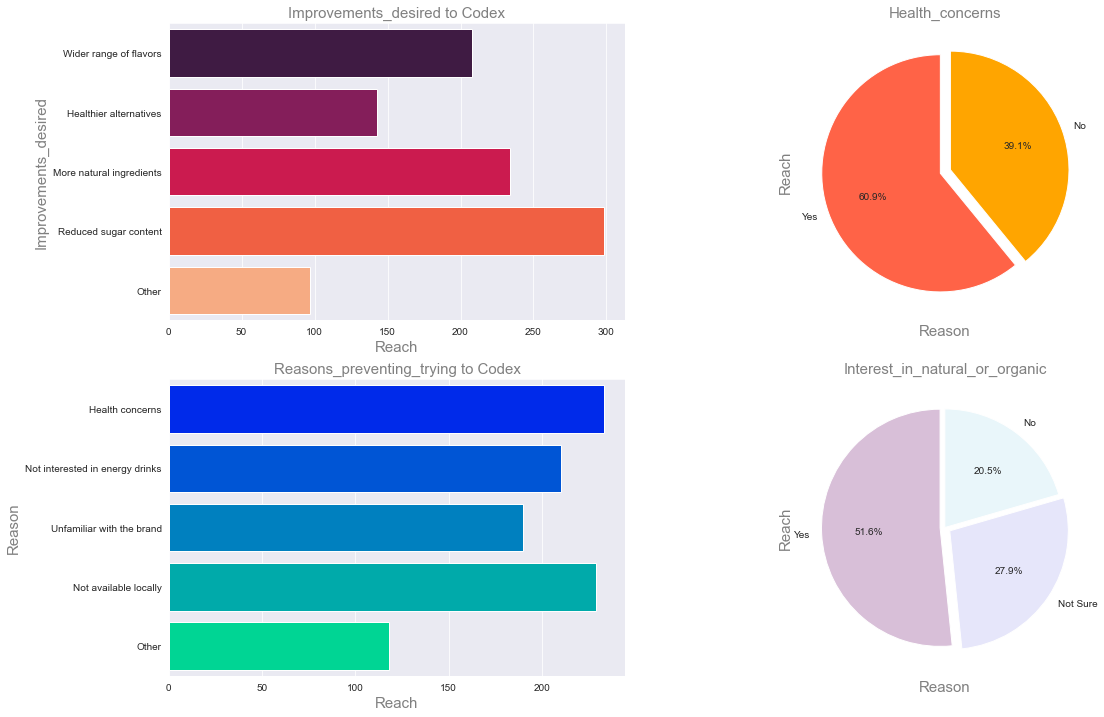 Improvements_desired to Codex
Improvements_desired
Wider range of flavors
Healthier alternatives
More natural ingredients
Reduced sugar content
Other
0 50 100 150 200 250 300
Reach
Health_concerns
Reach
No
39.1%
60.9%
Yes
Reason
Reasons_preventing_trying to Codex
Reason
Health concerns
Not interested in energy drinks
Unfamiliar with the brand
Not available locally
Other
0 50 100 150 200
Reach
Interest_in_natural_or_organic
Reach
No
20.5%
Yes
51.6%
27.9%
Not Sure
Reason